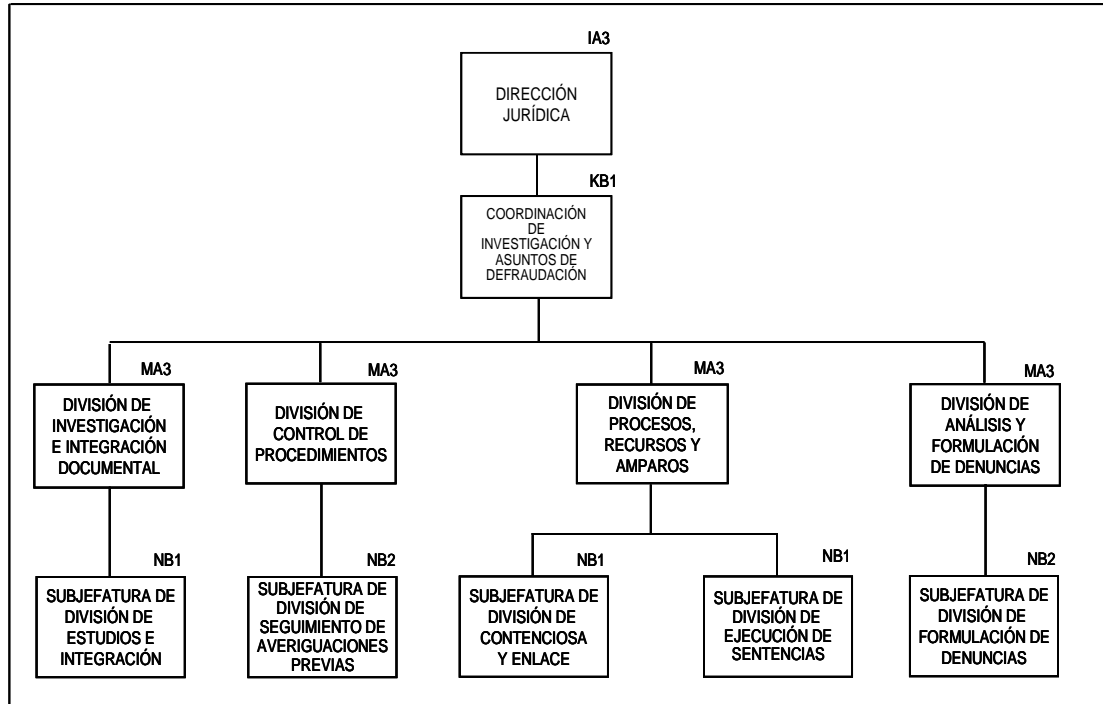 IA3
DIRECCIÓN
JURÍDICA
KB1
COORDINACIÓN
DE
INVESTIGACIÓN Y
ASUNTOS DE
DEFRAUDACIÓN
MA3
DIVISIÓN DE
INVESTIGACIÓN
E INTEGRACIÓN
DOCUMENTAL
MA3
DIVISIÓN DE
CONTROL DE
PROCEDIMIENTOS
MA3
DIVISIÓN DE
PROCESOS,
RECURSOS Y
AMPAROS
MA3
DIVISIÓN DE
ANÁLISIS Y
FORMULACIÓN
DE DENUNCIAS
NB1
SUBJEFATURA DE
DIVISIÓN DE
ESTUDIOS E
INTEGRACIÓN
NB2
SUBJEFATURA DE
DIVISIÓN DE
SEGUIMIENTO DE
AVERIGUACIONES
PREVIAS
NB1
SUBJEFATURA DE
DIVISIÓN DE
CONTENCIOSA
Y ENLACE
NB1
SUBJEFATURA DE
DIVISIÓN DE
EJECUCIÓN DE
SENTENCIAS
NB2
SUBJEFATURA DE
DIVISIÓN DE
FORMULACIÓN DE
DENUNCIAS